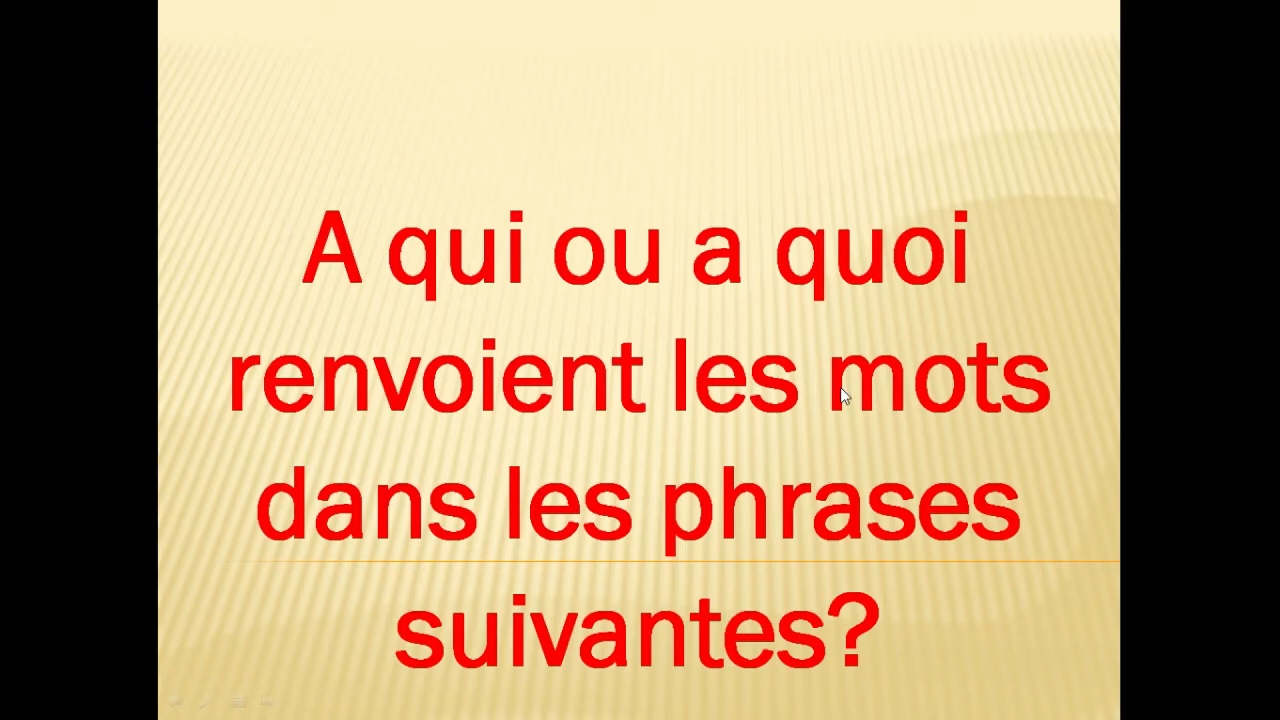 A qui ou a quoi
renvoient les mots
dans les phrases
suivantes?